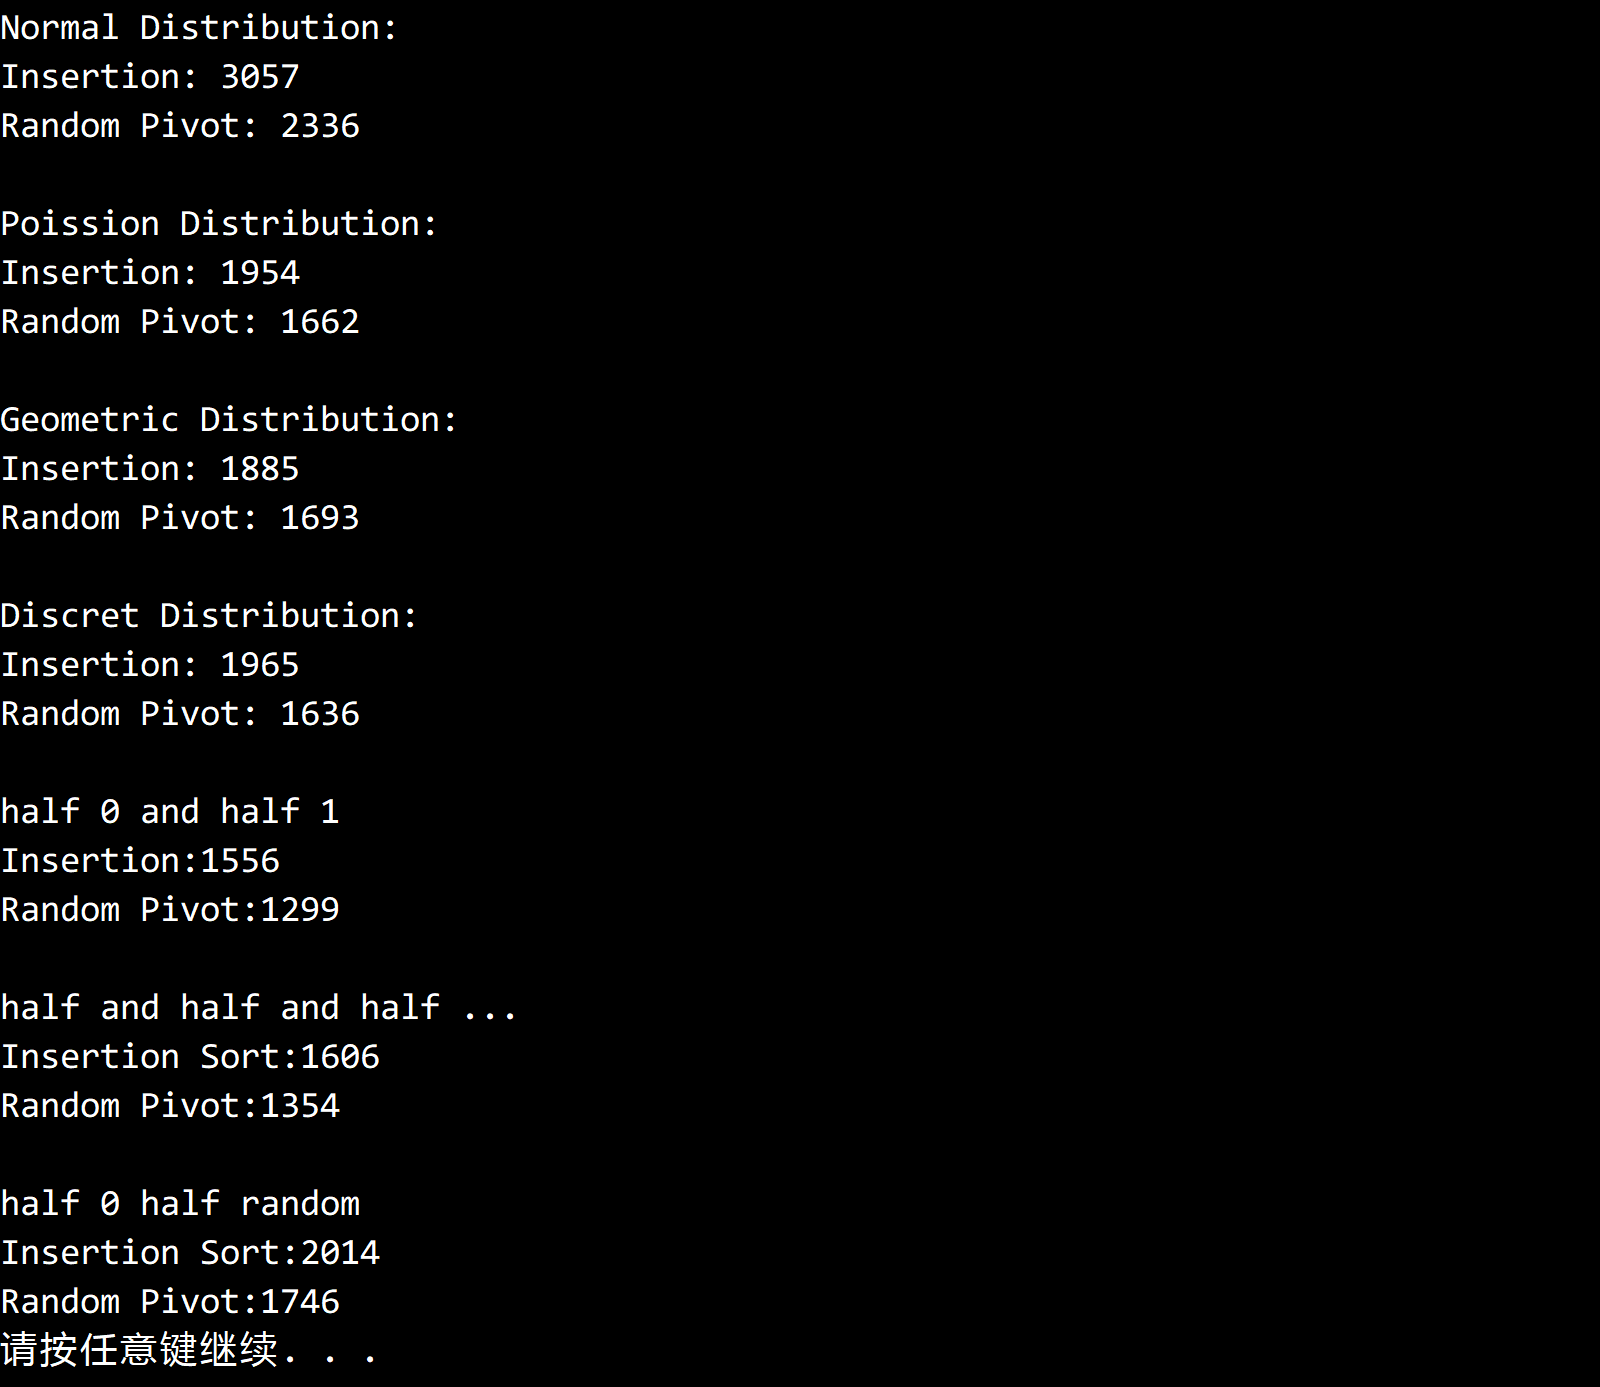 Normal Distribution:
Insertion: 3057
Random Pivot: 2336
Poission Distribution:
Insertion: 1954
Random Pivot: 1662
Geometric Distribution:
Insertion: 1885
Random Pivot: 1693
Discret Distribution:
Insertion: 1965
Random Pivot: 1636
half 0 and half 1
Insertion:1556
Random Pivot:1299
half and half and half ...
Insertion Sort:1606
Random Pivot:1354
half 0 half random
Insertion Sort:2014
Random Pivot:1746
请按任意键继续. . .